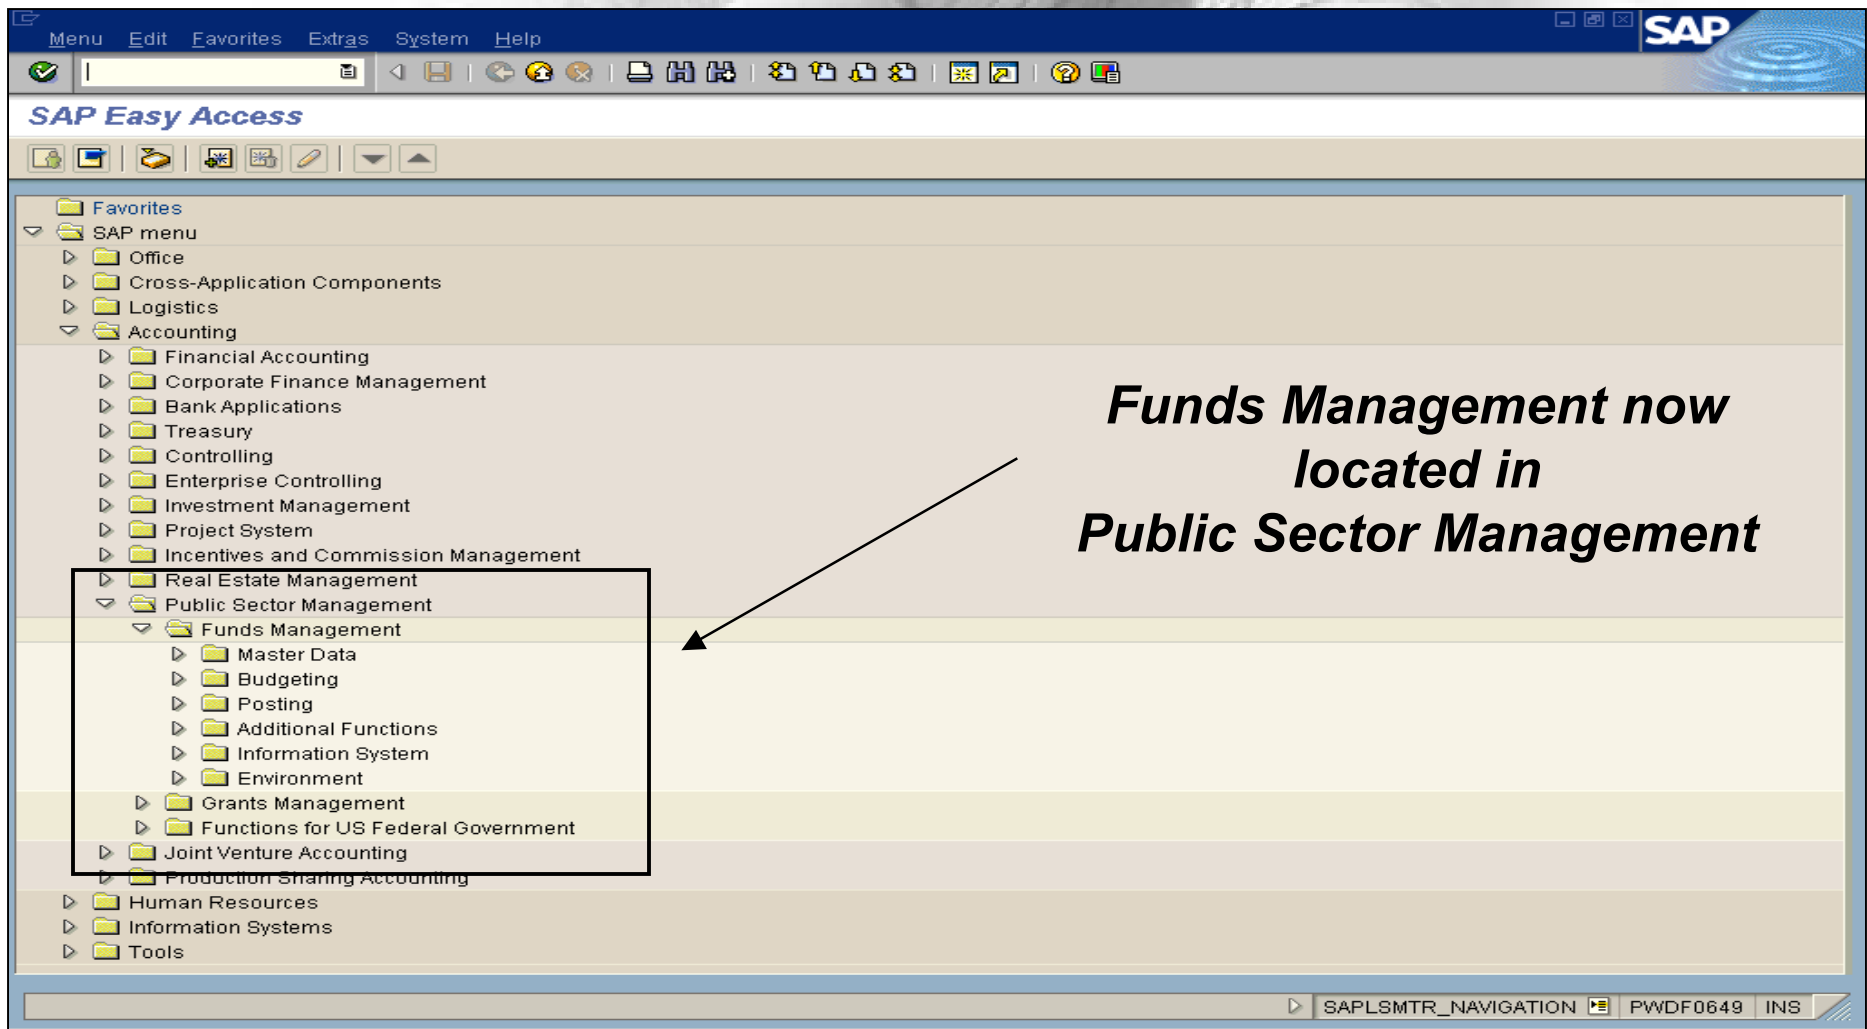 Menu Edit Favorites Extras System Help
SAP
SAP Easy Access
Favorites
SAP menu
Office
Cross-Application Components
Logistics
Accounting
Financial Accounting
Corporate Finance Management
Bank Applications
Treasury
Controlling
Enterprise Controlling
Investment Management
Project System
Incentives and Commission Management
Real Estate Management
Public Sector Management
Funds Management
Master Data
Budgeting
Posting
Additional Functions
Information System
Environment
Grants Management
Functions for US Federal Government
Joint Venture Accounting
Production Sharing Accounting
Human Resources
Information Systems
Tools
Funds Management now
located in
Public Sector Management
SAPLSMTR_NAVIGATION PWDF0649 INS